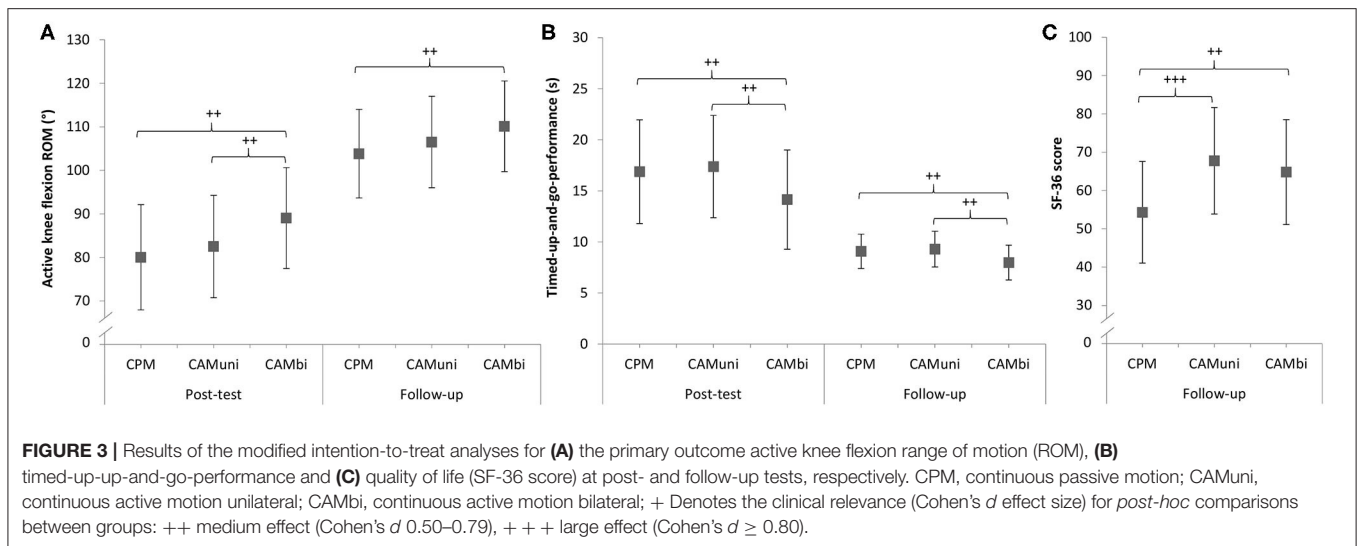 A
B
C
130
120
110
100
90
80
70
0
Active knee flexion ROM (°)
++
++
++
CPM
CAMuni
CAMbi
CPM
CAMuni
CAMbi
Post-test
Follow-up
30
25
20
15
10
5
0
Timed-up-and-go-performance (s)
++
++
++
++
CPM
CAMuni
CAMbi
CPM
CAMuni
CAMbi
Post-test
Follow-up
100
90
80
70
60
50
40
30
0
SF-36 score
++
+++
CPM
CAMuni
CAMbi
Follow-up
FIGURE 3 | Results of the modified intention-to-treat analyses for (A) the primary outcome active knee flexion range of motion (ROM), (B)
timed-up-up-and-go-performance and (C) quality of life (SF-36 score) at post- and follow-up tests, respectively. CPM, continuous passive motion; CAMuni,
continuous active motion unilateral; CAMbi, continuous active motion bilateral; + Denotes the clinical relevance (Cohen's d effect size) for post-hoc comparisons
between groups: ++ medium effect (Cohen's d 0.50–0.79), + + + large effect (Cohen's d ≥ 0.80).